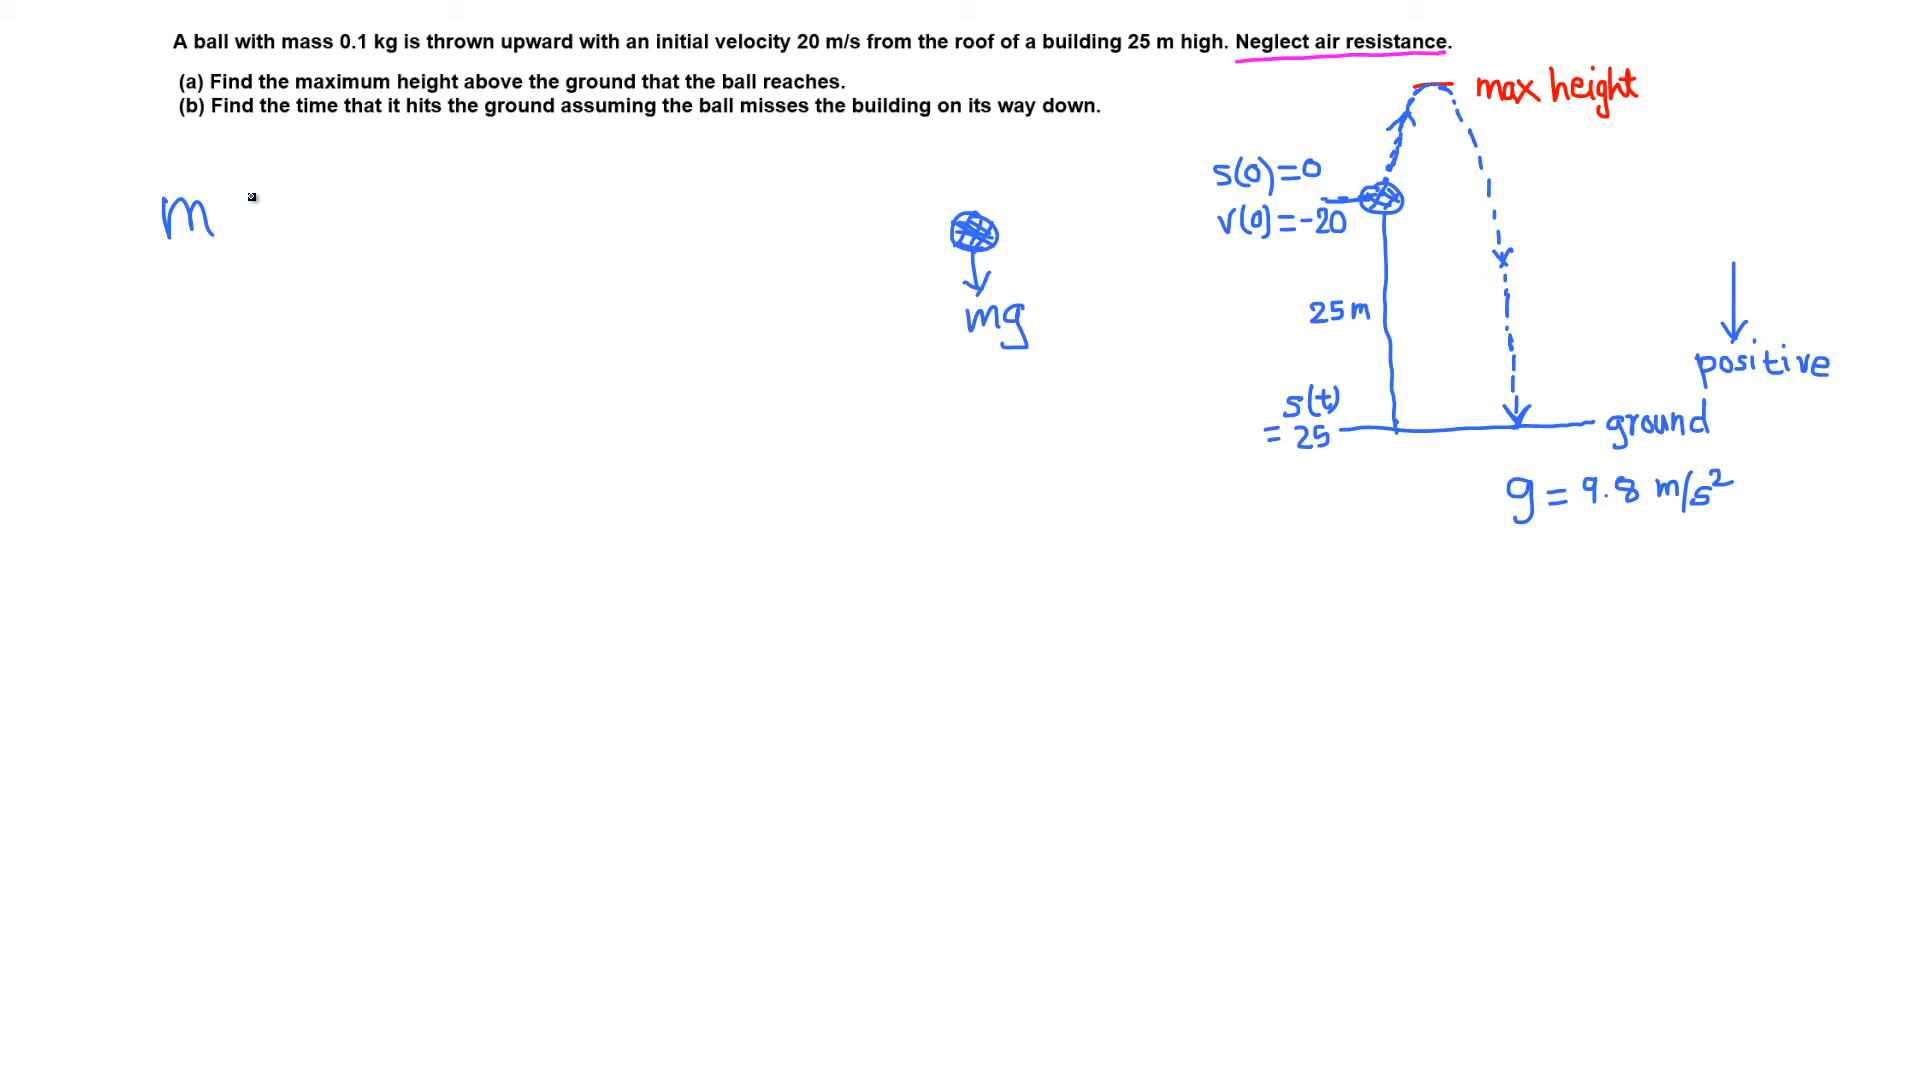 A ball with mass 0.1 kg is thrown upward with an initial velocity 20 m/s from the roof of a building 25 m high. Neglect air resistance.
(a) Find the maximum height above the ground that the ball reaches.
(b) Find the time that it hits the ground assuming the ball misses the building on its way down.
max height
s(0)=0
v(0)=-20
m
mg
25m
positive
s(t)
= 25
ground
g = 9.8 m/s²